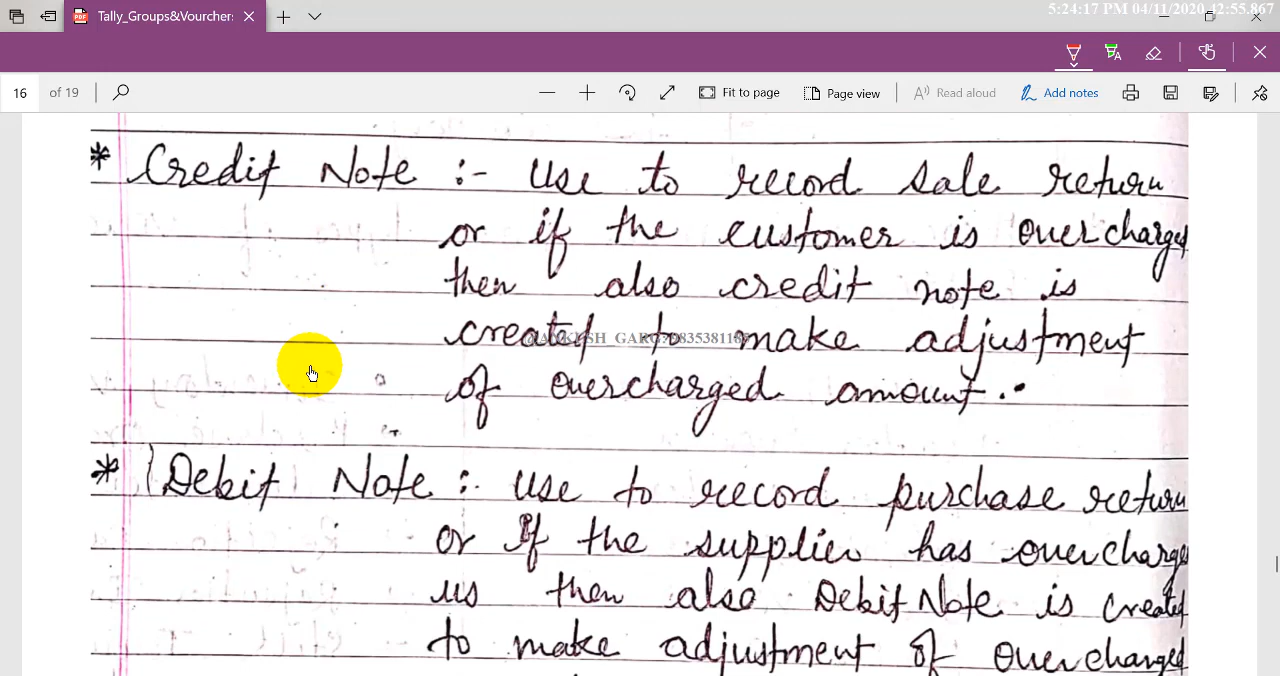 Tally_Groups&Vourchers
5:24:17 PM 04/11/2020 42:55.867
16 of 19
Fit to page
Page view
Read aloud
Add notes
* Credit Note :- Use to record sale return
or if the customer is overcharged
then also credit note is
created to make adjustment
of overcharged amount.
* Debit Note :- Use to record purchase return
or If the supplier has overcharge
us then also Debit Note is created
to make adjustment of overcharged